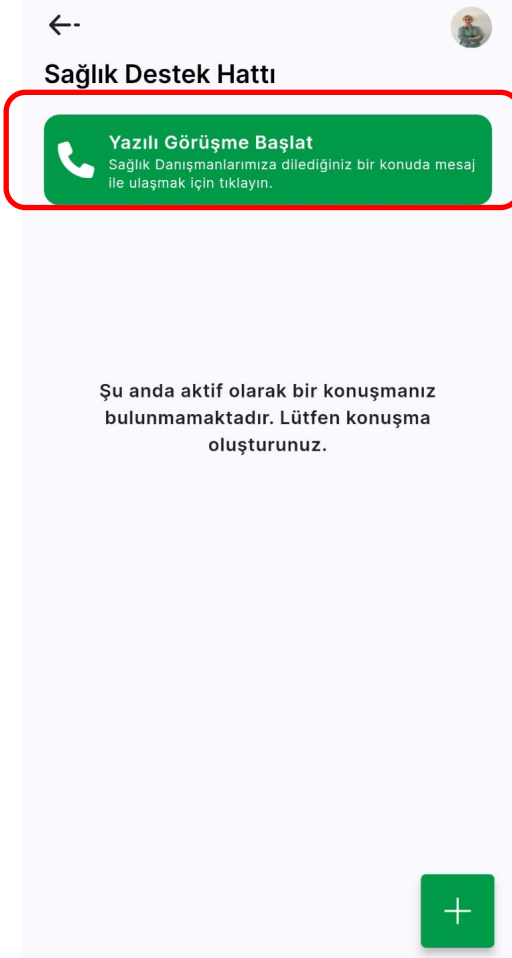 Sağlık Destek Hattı
Yazılı Görüşme Başlat
Sağlık Danışmanlarımıza dilediğiniz bir konuda mesaj
ile ulaşmak için tıklayın.
Şu anda aktif olarak bir konuşmanız
bulunmamaktadır. Lütfen konuşma
oluşturunuz.